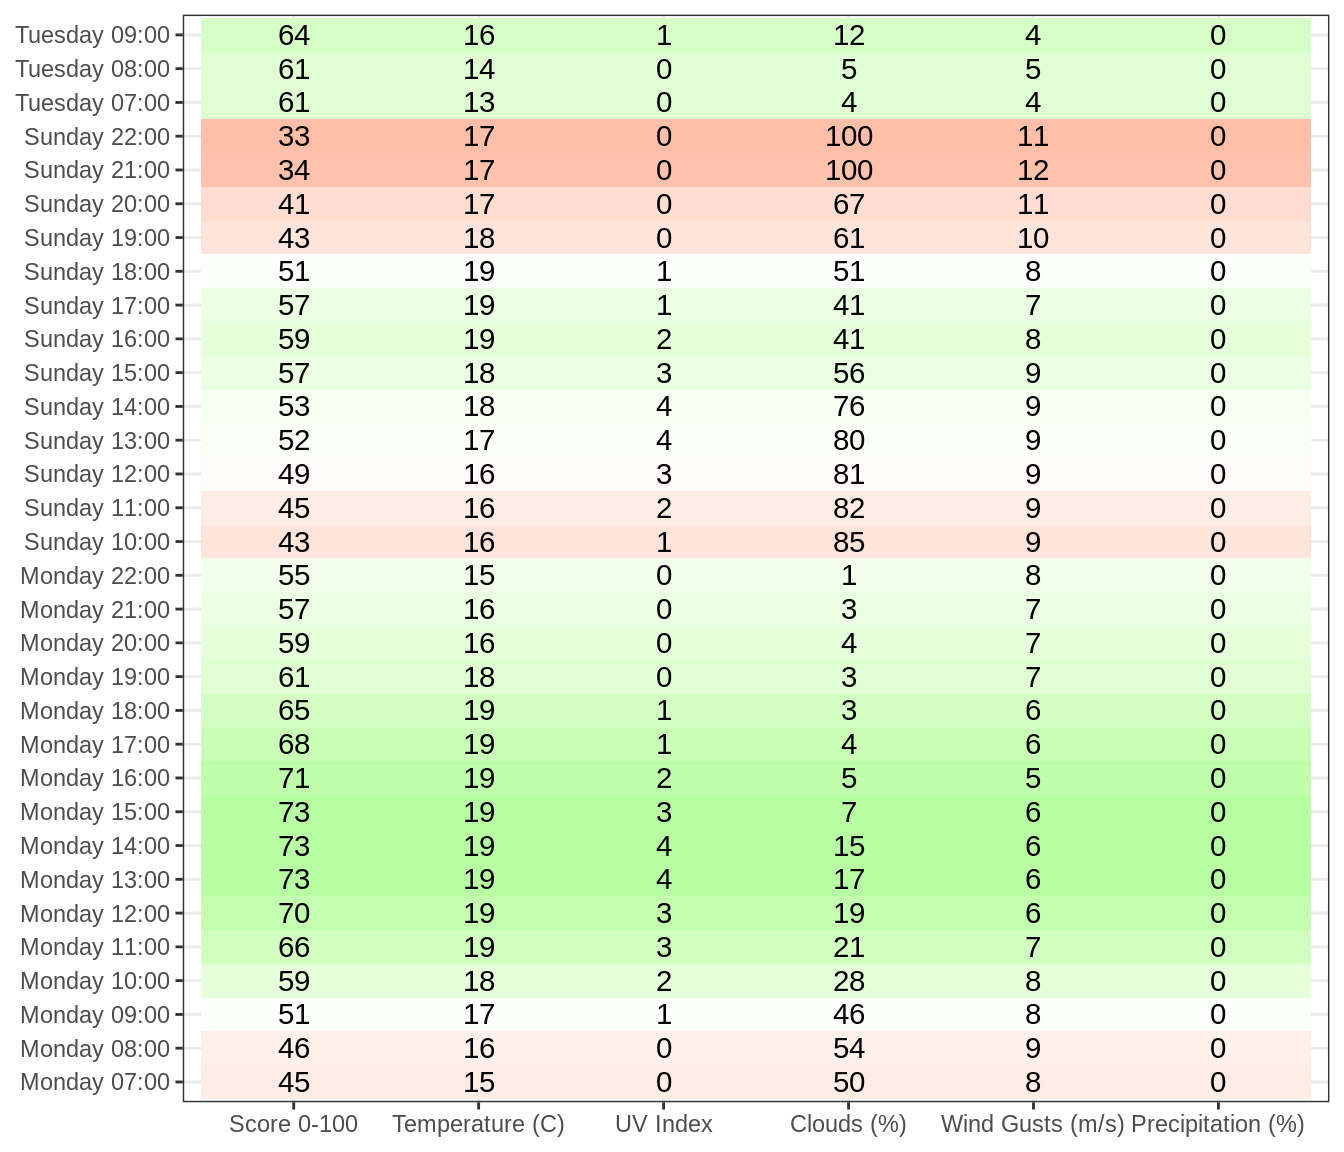 Tuesday 09:00 64 16 1 12 4 0
Tuesday 08:00 61 14 0 5 5 0
Tuesday 07:00 61 13 0 4 4 0
Sunday 22:00 33 17 0 100 11 0
Sunday 21:00 34 17 0 100 12 0
Sunday 20:00 41 17 0 67 11 0
Sunday 19:00 43 18 0 61 10 0
Sunday 18:00 51 19 1 51 8 0
Sunday 17:00 57 19 1 41 7 0
Sunday 16:00 59 19 2 41 8 0
Sunday 15:00 57 18 3 56 9 0
Sunday 14:00 53 18 4 76 9 0
Sunday 13:00 52 17 4 80 9 0
Sunday 12:00 49 16 3 81 9 0
Sunday 11:00 45 16 2 82 9 0
Sunday 10:00 43 16 1 85 9 0
Monday 22:00 55 15 0 1 8 0
Monday 21:00 57 16 0 3 7 0
Monday 20:00 59 16 0 4 7 0
Monday 19:00 61 18 0 3 7 0
Monday 18:00 65 19 1 3 6 0
Monday 17:00 68 19 1 4 6 0
Monday 16:00 71 19 2 5 5 0
Monday 15:00 73 19 3 7 6 0
Monday 14:00 73 19 4 15 6 0
Monday 13:00 73 19 4 17 6 0
Monday 12:00 70 19 3 19 6 0
Monday 11:00 66 19 3 21 7 0
Monday 10:00 59 18 2 28 8 0
Monday 09:00 51 17 1 46 8 0
Monday 08:00 46 16 0 54 9 0
Monday 07:00 45 15 0 50 8 0
Score 0-100 Temperature (C) UV Index Clouds (%) Wind Gusts (m/s) Precipitation (%)